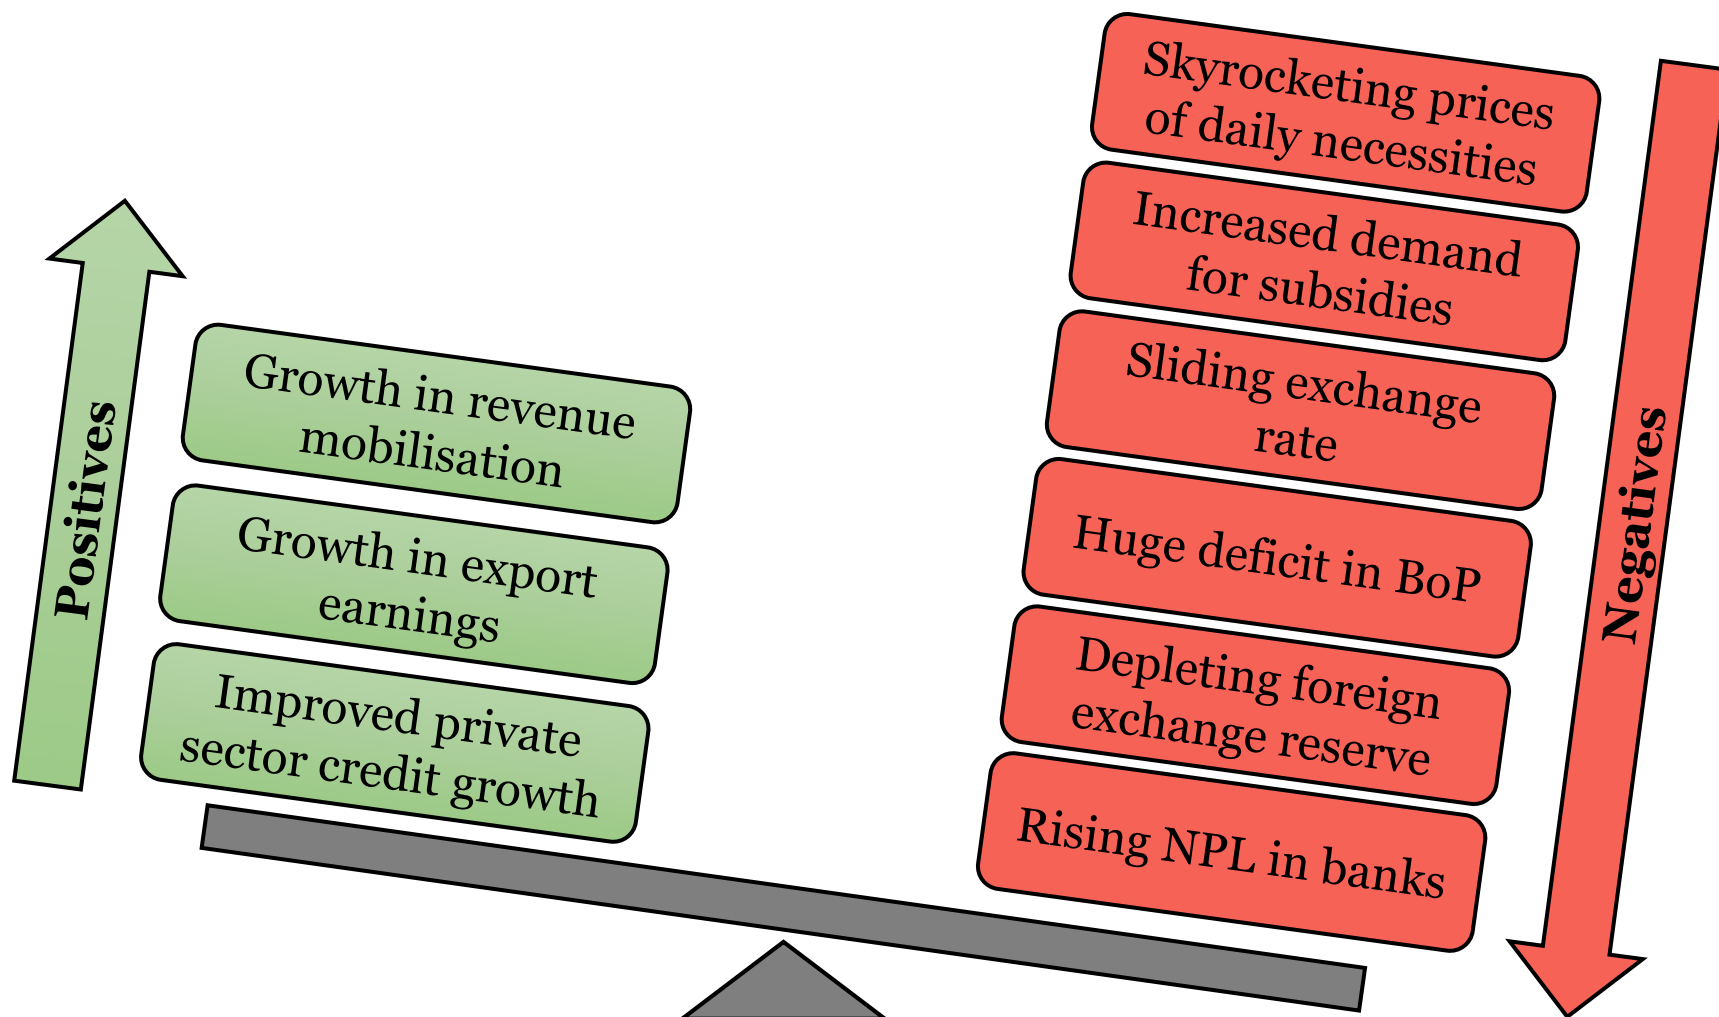 Positives
Growth in revenue
mobilisation
Growth in export
earnings
Improved private
sector credit growth
Skyrocketing prices
of daily necessities
Increased demand
for subsidies
Sliding exchange
rate
Huge deficit in BoP
Depleting foreign
exchange reserve
Rising NPL in banks
Negatives